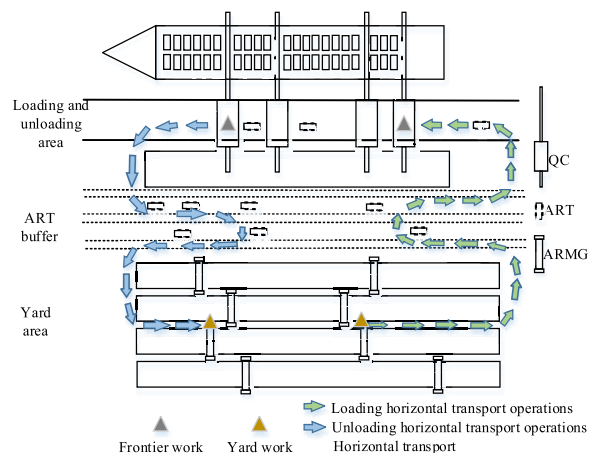 Loading and
unloading
area
QC
ART
buffer
ART
ARMG
Yard
area
Loading horizontal transport operations
Unloading horizontal transport operations
Frontier work
Yard work
Horizontal transport